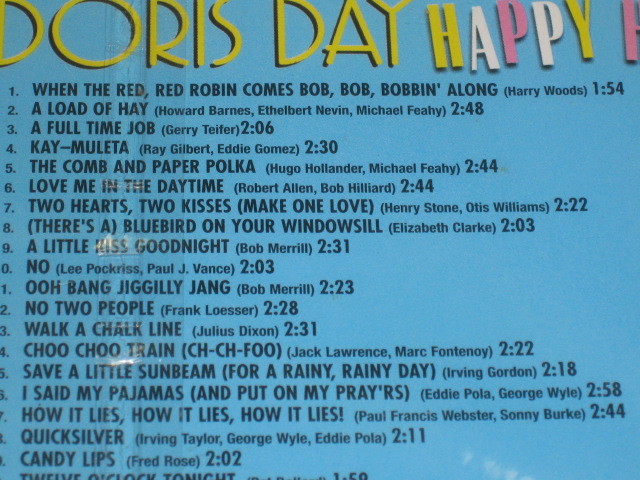 DORIS DAY HAPPY H
1. WHEN THE RED, RED ROBIN COMES BOB, BOB, BOBBIN' ALONG (Harry Woods) 1:54
2. A LOAD OF HAY (Howard Barnes, Ethelbert Nevin, Michael Feahy) 2:48
3. A FULL TIME JOB (Gerry Teifer) 2:06
4. KAY–MULETA (Ray Gilbert, Eddie Gomez) 2:30
5. THE COMB AND PAPER POLKA (Hugo Hollander, Michael Feahy) 2:44
6. LOVE ME IN THE DAYTIME (Robert Allen, Bob Hilliard) 2:44
7. TWO HEARTS, TWO KISSES (MAKE ONE LOVE) (Henry Stone, Otis Williams) 2:22
8. (THERE'S A) BLUEBIRD ON YOUR WINDOWSILL (Elizabeth Clarke) 2:03
9. A LITTLE KISS GOODNIGHT (Bob Merrill) 2:31
0. NO (Lee Pockriss, Paul J. Vance) 2:03
1. OOH BANG JIGGILLY JANG (Bob Merrill) 2:23
2. NO TWO PEOPLE (Frank Loesser) 2:28
3. WALK A CHALK LINE (Julius Dixon) 2:31
4. CHOO CHOO TRAIN (CH-CH-FOO) (Jack Lawrence, Marc Fontenoy) 2:22
5. SAVE A LITTLE SUNBEAM (FOR A RAINY, RAINY DAY) (Irving Gordon) 2:18
6. I SAID MY PAJAMAS (AND PUT ON MY PRAY'RS) (Eddie Pola, George Wyle) 2:58
7. HOW IT LIES, HOW IT LIES, HOW IT LIES! (Paul Francis Webster, Sonny Burke) 2:44
QUICKSILVER (Irving Taylor, George Wyle, Eddie Pola) 2:11
CANDY LIPS (Fred Rose) 2:02
TWELVE O'CLOCK TONIGHT 1:59